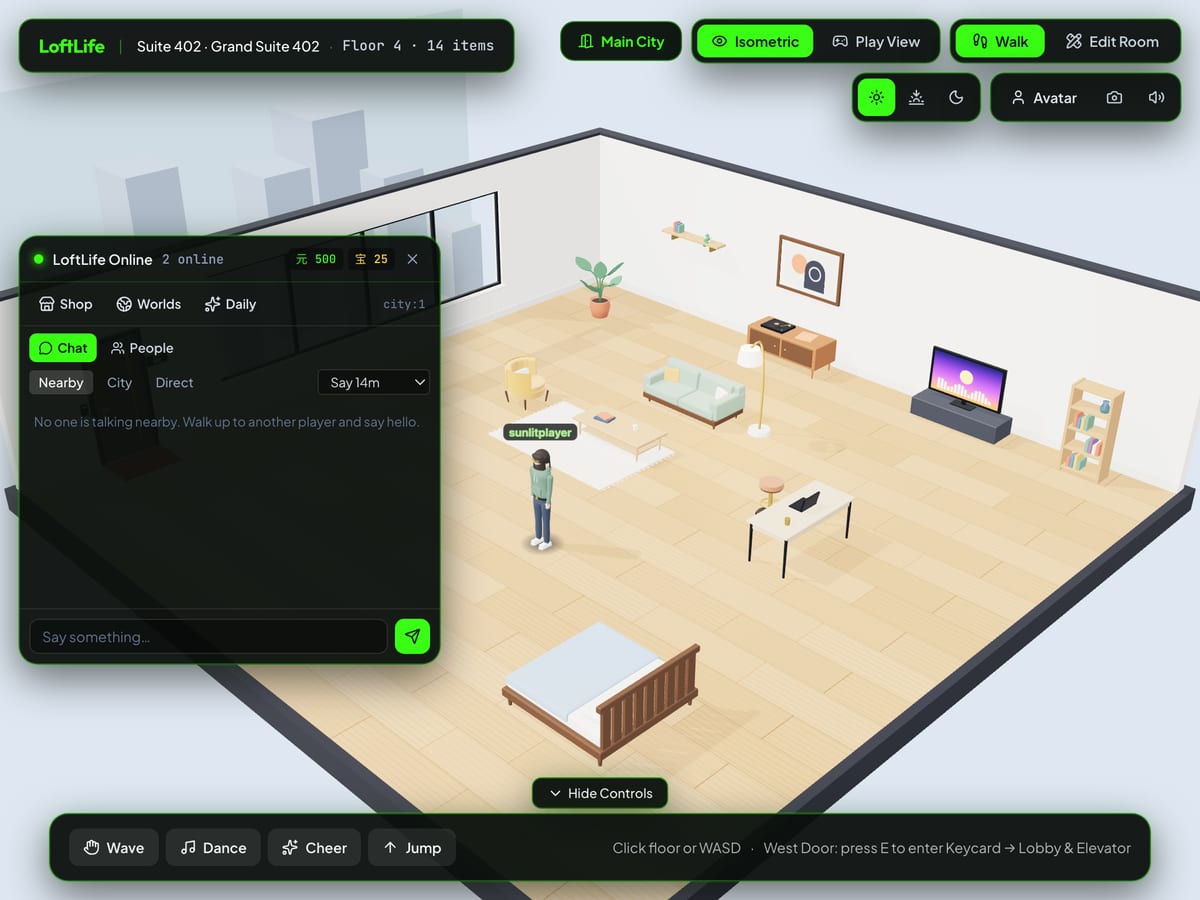 LoftLife | Suite 402 · Grand Suite 402 · Floor 4 · 14 items
Main City
Isometric
Play View
Walk
Edit Room
Avatar
LoftLife Online 2 online 元 500 宝 25
Shop Worlds Daily city:1
Chat People
Nearby City Direct Say 14m
No one is talking nearby. Walk up to another player and say hello.
sunlitplayer
Say something...
Hide Controls
Wave Dance Cheer Jump Click floor or WASD · West Door: press E to enter Keycard → Lobby & Elevator